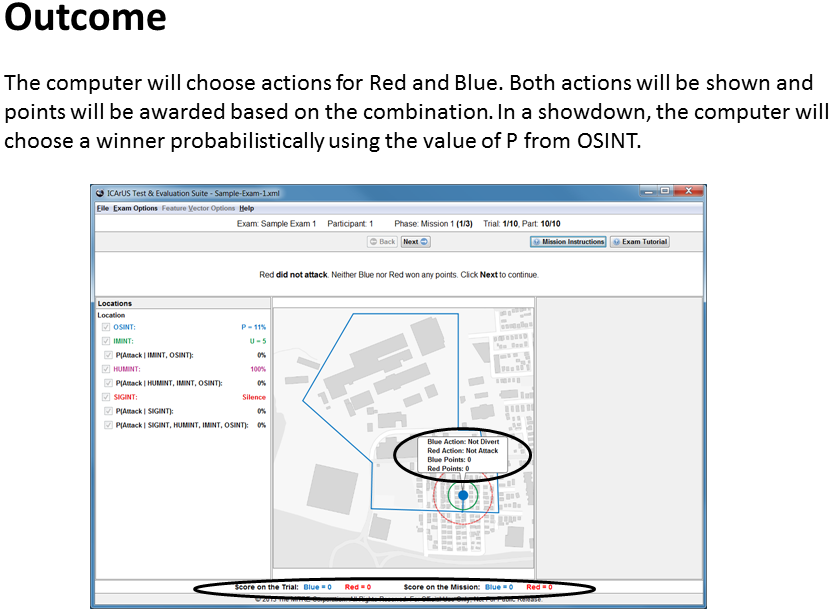 Outcome
The computer will choose actions for Red and Blue. Both actions will be shown and
points will be awarded based on the combination. In a showdown, the computer will
choose a winner probabilistically using the value of P from OSINT.
ICArUS Test & Evaluation Suite - Sample-Exam-1.xml
File Exam Options Feature Vector Options Help
Exam: Sample Exam 1 Participant: 1 Phase: Mission 1 (1/3) Trial: 1/10, Part: 10/10
Back Next Mission Instructions Exam Tutorial
Red did not attack. Neither Blue nor Red won any points. Click Next to continue.
Locations
Location
OSINT: P = 11%
IMINT: U = 5
P(Attack | IMINT, OSINT): 0%
HUMINT: 100%
P(Attack | HUMINT, IMINT, OSINT): 0%
SIGINT: Silence
P(Attack | SIGINT): 0%
P(Attack | SIGINT, HUMINT, IMINT, OSINT): 0%
Blue Action: Not Divert
Red Action: Not Attack
Blue Points: 0
Red Points: 0
Score on the Trial: Blue = 0 Red = 0 Score on the Mission: Blue = 0 Red = 0
© 2013 The MITRE Corporation. All Rights Reserved. For Official Use Only. Not For Public Release.